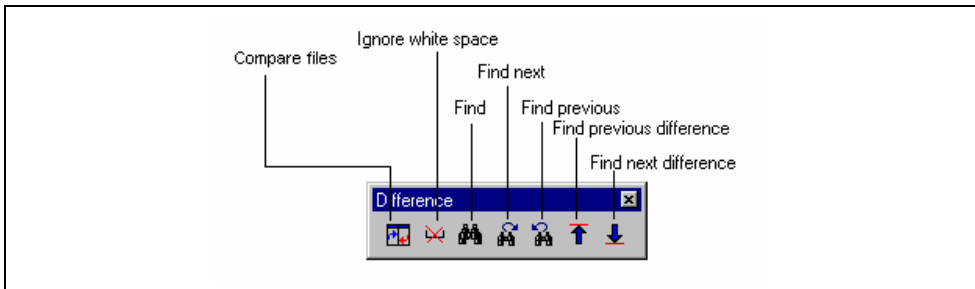 Ignore white space
Compare files
Find next
Find
Find previous
Find previous difference
Find next difference
Difference